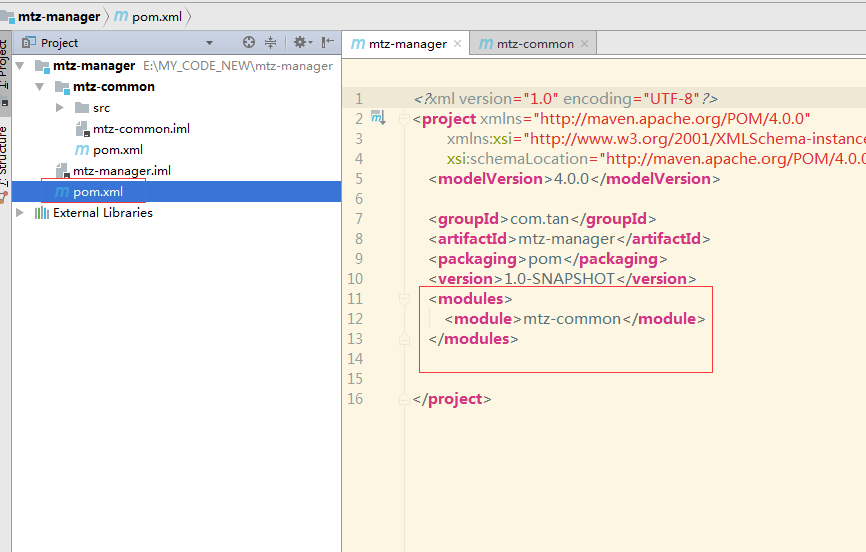 mtz-manager pom.xml
Project
mtz-manager
mtz-common
1: Project
7: Structure
mtz-manager E:\MY_CODE_NEW\mtz-manager
mtz-common
src
mtz-common.iml
pom.xml
mtz-manager.iml
pom.xml
External Libraries
1 <?xml version="1.0" encoding="UTF-8"?>
2 <project xmlns="http://maven.apache.org/POM/4.0.0"
3 xmlns:xsi="http://www.w3.org/2001/XMLSchema-instance
4 xsi:schemaLocation="http://maven.apache.org/POM/4.0.0
5 <modelVersion>4.0.0</modelVersion>
6
7 <groupId>com.tan</groupId>
8 <artifactId>mtz-manager</artifactId>
9 <packaging>pom</packaging>
10 <version>1.0-SNAPSHOT</version>
11 <modules>
12 <module>mtz-common</module>
13 </modules>
14
15
16 </project>